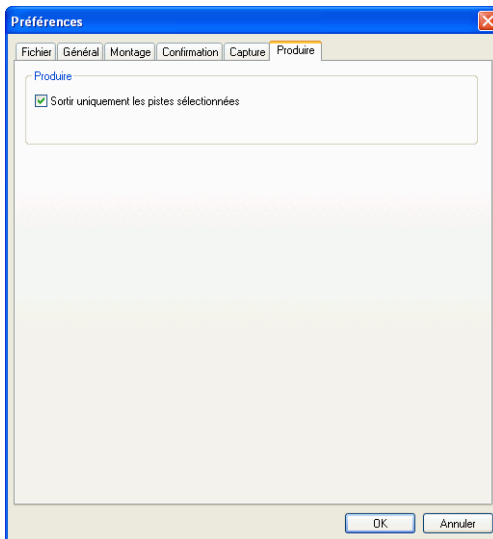 Préférences
Fichier Général Montage Confirmation Capture Produire
Produire
Sortir uniquement les pistes sélectionnées
OK Annuler